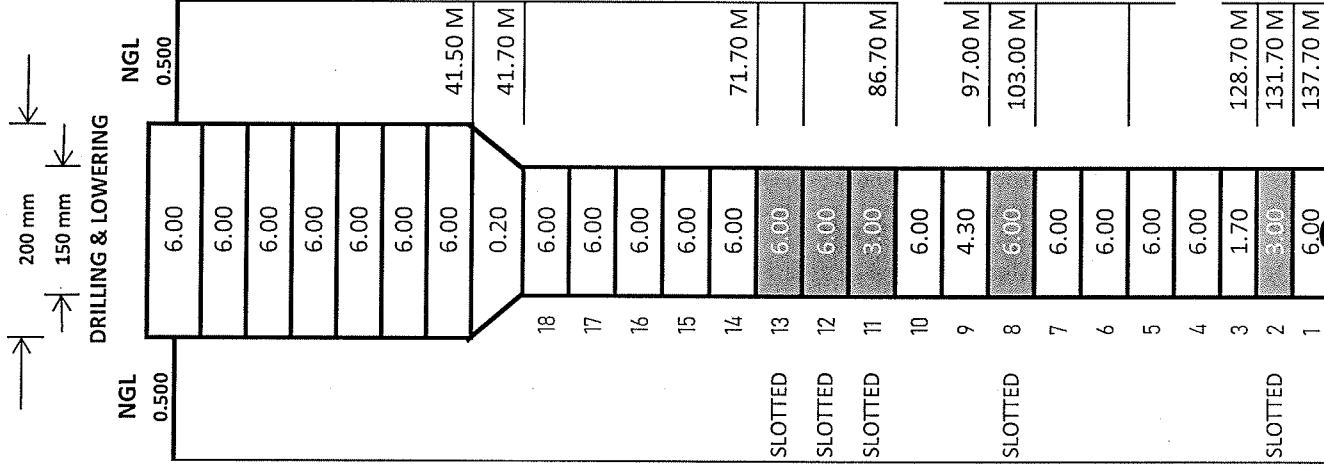 200 mm
150 mm
DRILLING & LOWERING
NGL NGL
0.500 0.500
6.00
6.00
6.00
6.00
6.00
6.00
6.00 41.50 M
0.20 41.70 M
18 6.00
17 6.00
16 6.00
15 6.00
14 6.00 71.70 M
SLOTTED 13 6.00
SLOTTED 12 6.00
SLOTTED 11 3.00 86.70 M
10 6.00
9 4.30 97.00 M
SLOTTED 8 6.00 103.00 M
7 6.00
6 6.00
5 6.00
4 6.00
3 1.70 128.70 M
SLOTTED 2 3.00 131.70 M
1 6.00 137.70 M